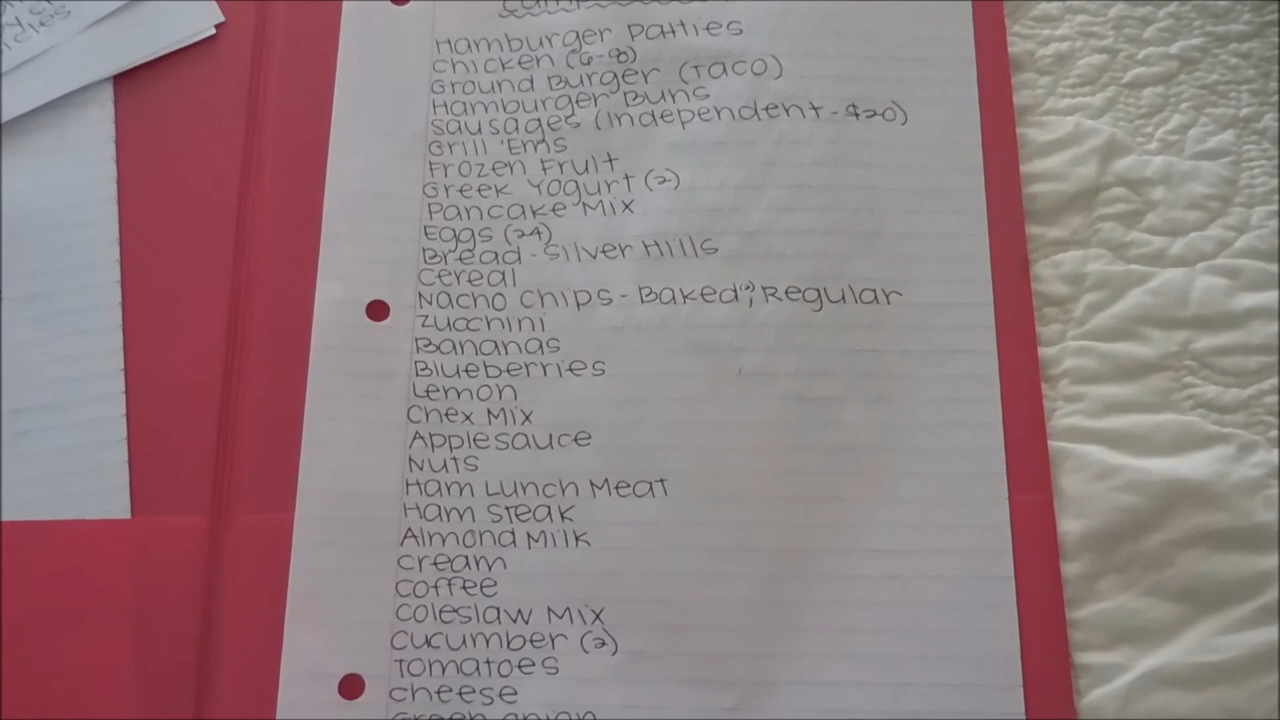 Hamburger Patties
Chicken (6-8)
Ground Burger (Taco)
Hamburger Buns
Sausages (Independent - $20)
Grill 'Ems
Frozen Fruit
Greek Yogurt (2)
Pancake Mix
Eggs (24)
Bread - Silver Hills
Cereal
Nacho Chips - Baked(?), Regular
Zucchini
Bananas
Blueberries
Lemon
Chex Mix
Applesauce
Nuts
Ham Lunch Meat
Ham Steak
Almond Milk
Cream
Coffee
Coleslaw Mix
Cucumber (2)
Tomatoes
Cheese
Green Onion